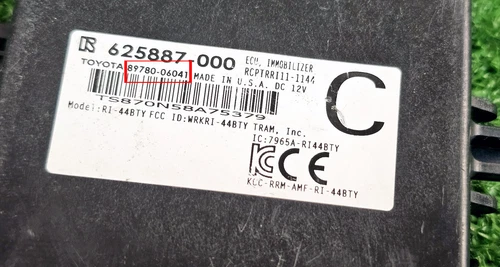 625887 000 ECU. IMMOBILIZER
TOYOTA 89780-06041 RCPTRRI11-1144
MADE IN U.S.A. DC 12V
TS870NS8A75379
C
Model:RI-44BTY FCC ID:WRKRI-44BTY TRAM, Inc.
IC:7965A-RI44BTY
KCC-RRM-AMF-RI-44BTY